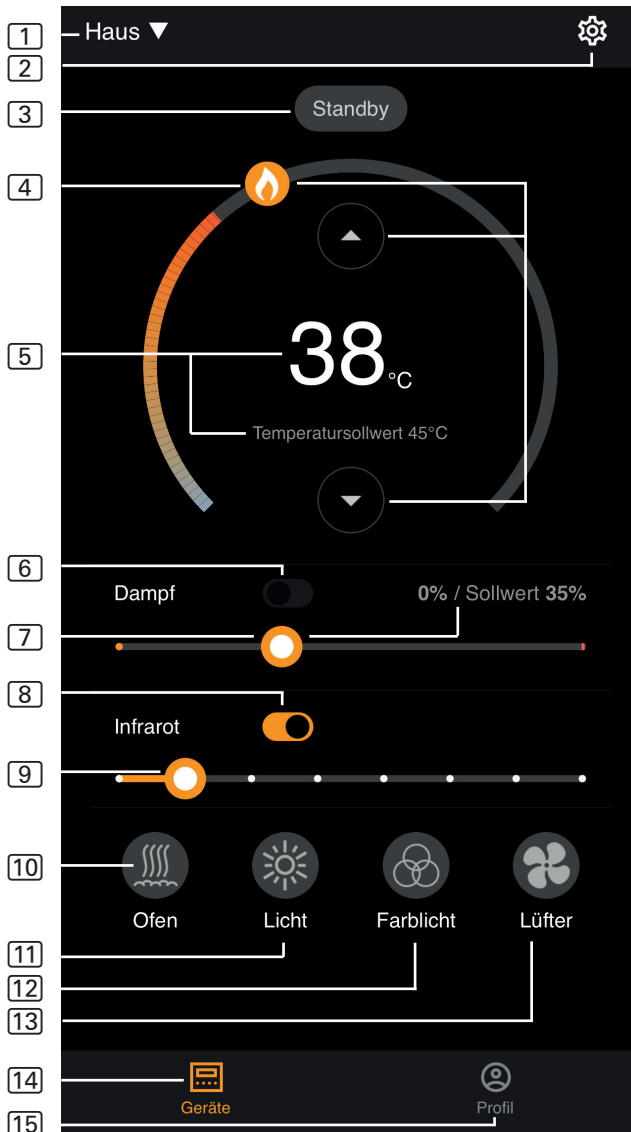 1 Haus ▼
2
3 Standby
4
5 38 °C
Temperatursollwert 45°C
6 Dampf 0% / Sollwert 35%
7
8 Infrarot
9
10 Ofen Licht Farblicht Lüfter
11
12
13
14 Geräte Profil
15